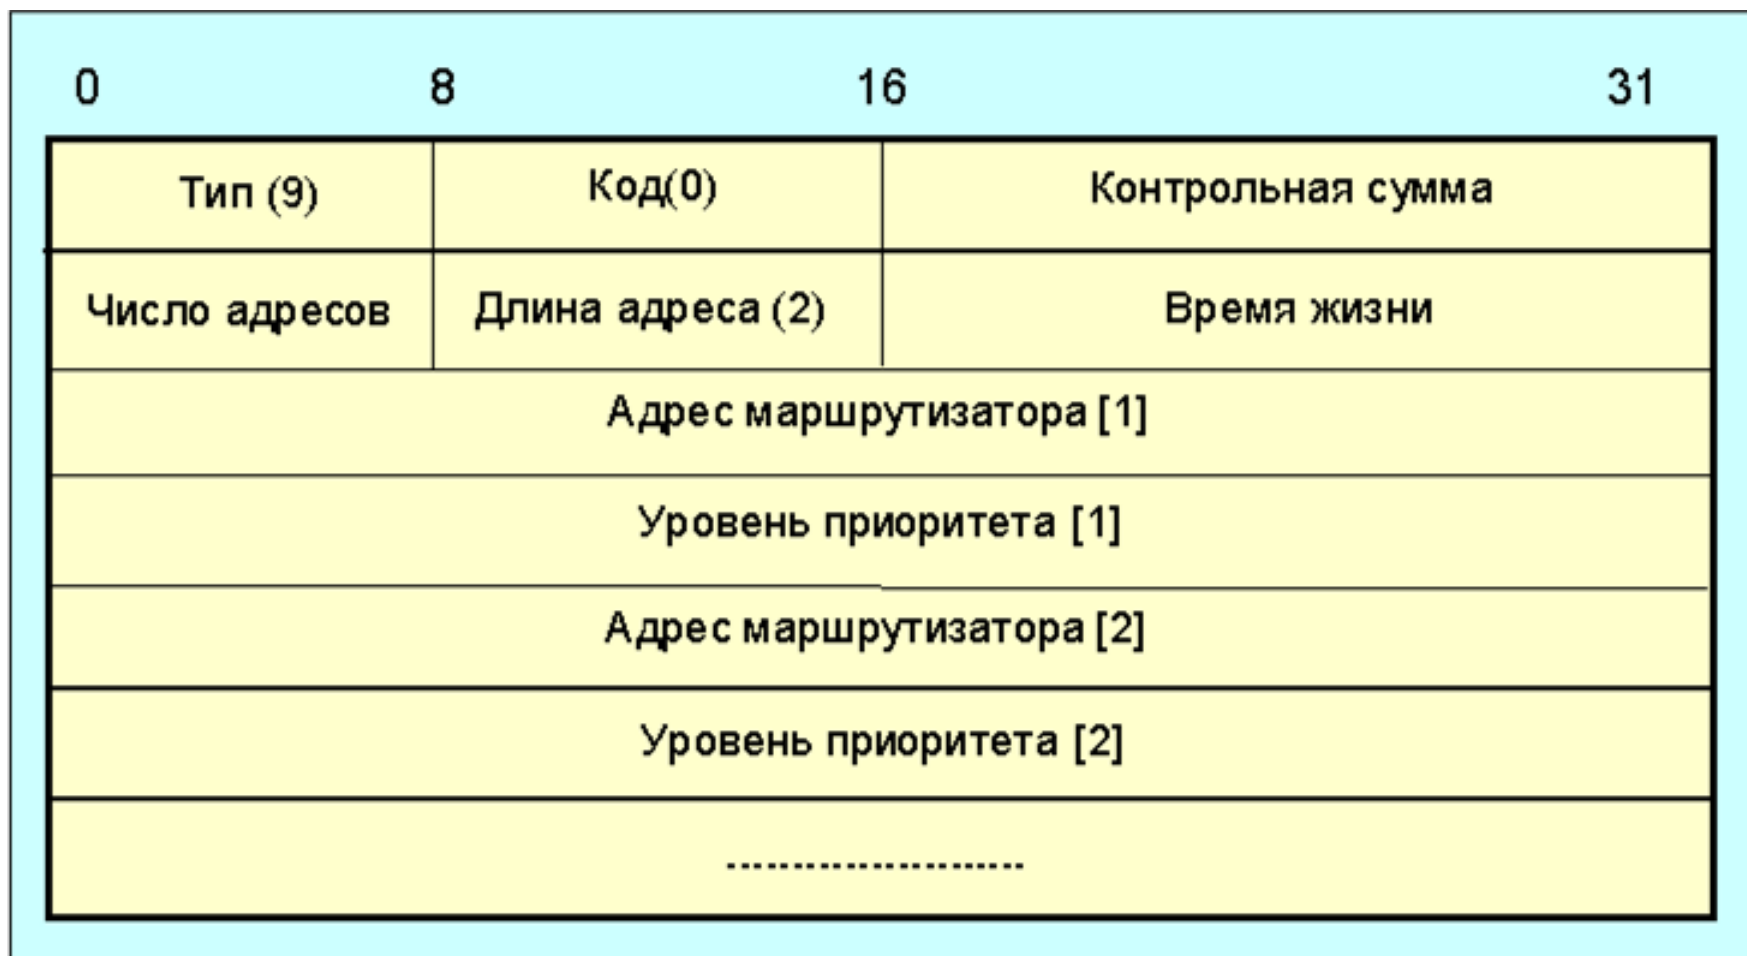 0 8 16 31
Тип (9) Код(0) Контрольная сумма
Число адресов Длина адреса (2) Время жизни
Адрес маршрутизатора [1]
Уровень приоритета [1]
Адрес маршрутизатора [2]
Уровень приоритета [2]
-----------------------